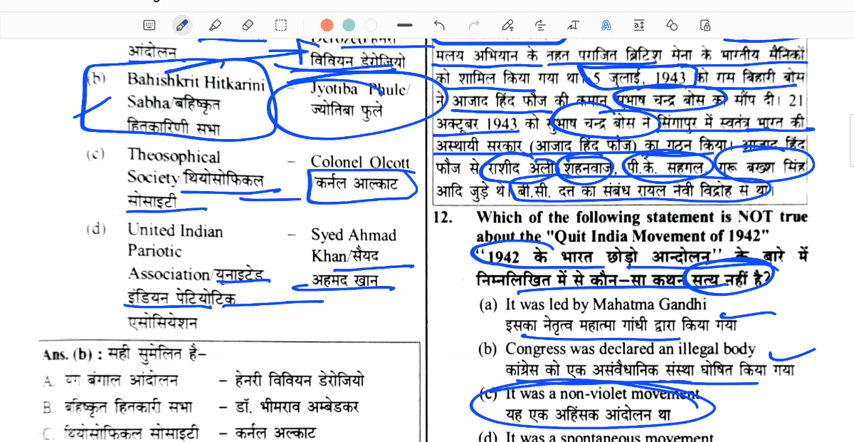 आंदोलन
विवियन डेरोजियो
(b) Bahishkrit Hitkarini Jyotiba Phule/
Sabha/बहिष्कृत ज्योतिबा फुले
हितकारिणी सभा
(c) Theosophical – Colonel Olcott
Society थियोसोफिकल कर्नल आल्काट
सोसाइटी
(d) United Indian – Syed Ahmad
Pariotic Khan/सैयद
Association/युनाइटेड अहमद खान
इंडियन पेटियोटिक
एसोसियेशन
Ans. (b) : सही सुमेलित है–
A. यंग बंगाल आंदोलन – हेनरी विवियन डेरोजियो
B. बहिष्कृत हितकारी सभा – डॉ. भीमराव अम्बेडकर
C. थियोसोफिकल सोसाइटी – कर्नल अल्काट
मलय अभियान के तहत पराजित ब्रिटिश सेना के भारतीय सैनिकों
को शामिल किया गया था। 5 जुलाई, 1943 को रास बिहारी बोस
ने आजाद हिंद फौज की कमान सुभाष चन्द्र बोस को सौंप दी। 21
अक्टूबर 1943 को सुभाष चन्द्र बोस ने सिंगापुर में स्वतंत्र भारत की
अस्थायी सरकार (आजाद हिंद फौज) का गठन किया। आजाद हिंद
फौज से राशीद अली शहनवाज, पी.के. सहगल, गुरू बख्श सिंह
आदि जुड़े थे। बी.सी. दत्त का संबंध रायल नेवी विद्रोह से था।
12. Which of the following statement is NOT true
about the "Quit India Movement of 1942"
"1942 के भारत छोड़ो आन्दोलन" के बारे में
निम्नलिखित में से कौन-सा कथन सत्य नहीं है?
(a) It was led by Mahatma Gandhi
इसका नेतृत्व महात्मा गांधी द्वारा किया गया
(b) Congress was declared an illegal body
कांग्रेस को एक असंवैधानिक संस्था घोषित किया गया
(c) It was a non-violet movement
यह एक अहिंसक आंदोलन था
(d) It was a spontaneous movement